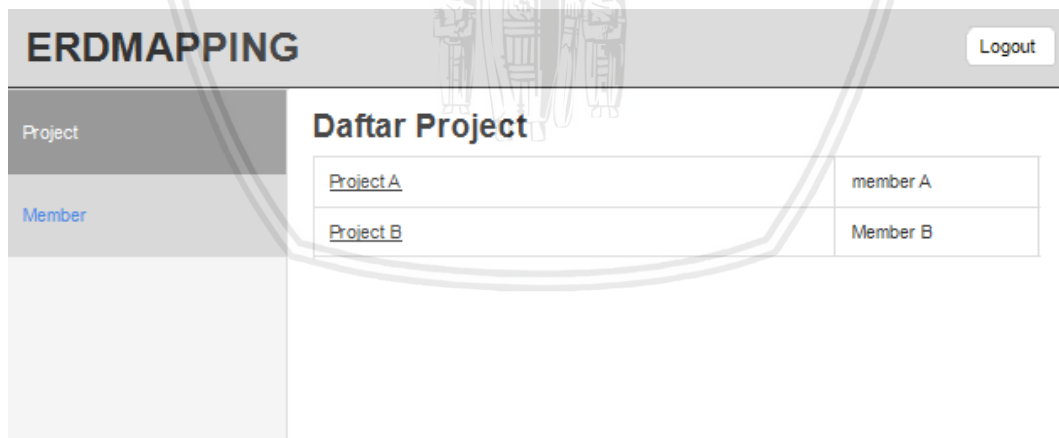 ERDMAPPING
Logout
Project
Daftar Project
Project A
member A
Member
Project B
Member B